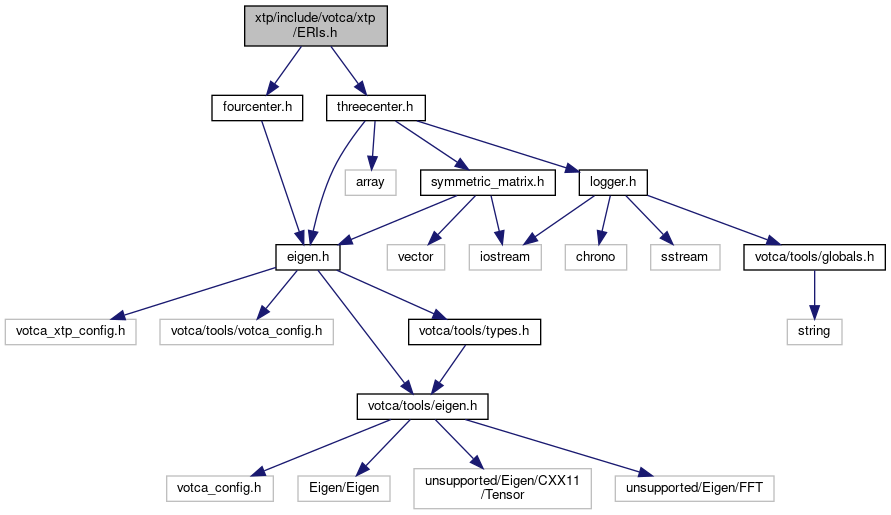 xtp/include/votca/xtp
/ERIs.h
fourcenter.h
threecenter.h
array
symmetric_matrix.h
logger.h
eigen.h
vector
iostream
chrono
sstream
votca/tools/globals.h
votca_xtp_config.h
votca/tools/votca_config.h
votca/tools/types.h
string
votca/tools/eigen.h
votca_config.h
Eigen/Eigen
unsupported/Eigen/CXX11
/Tensor
unsupported/Eigen/FFT